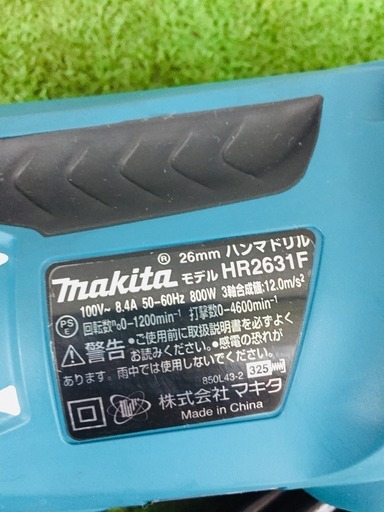 26mm ハンマドリル
makita® モデル HR2631F
100V~ 8.4A 50-60Hz 800W 3軸合成値:12.0m/s²
PSE 回転数n₀ 0-1200min⁻¹ 打撃数0-4600min⁻¹
警告 ・ご使用前に取扱説明書を必ずよく
お読みください。・感電の恐れが
あります。雨中では使用しないでください。
850L43-2 325
株式会社マキタ
Made in China